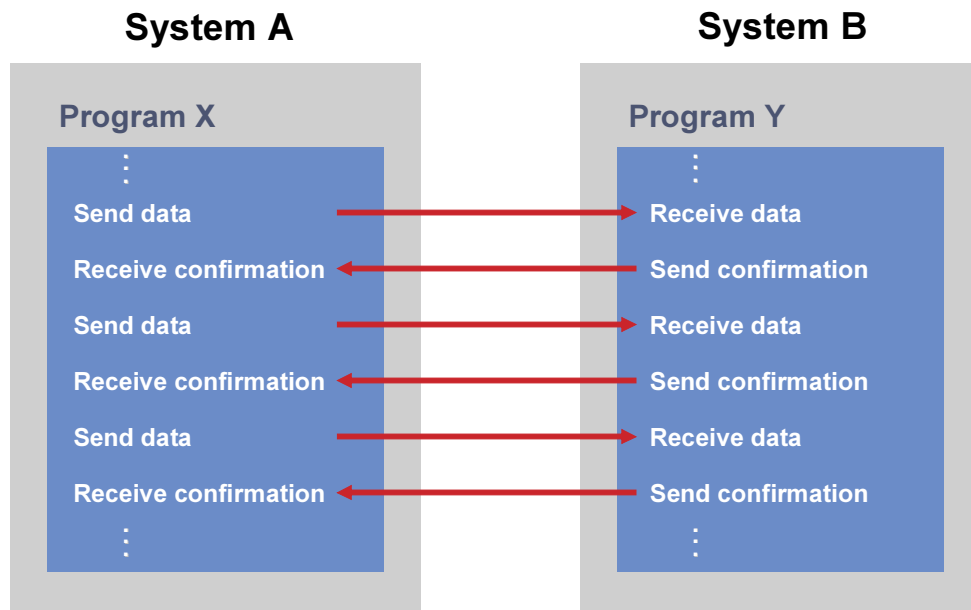 System A
System B
Program X
Program Y
Send data
Receive data
Receive confirmation
Send confirmation
Send data
Receive data
Receive confirmation
Send confirmation
Send data
Receive data
Receive confirmation
Send confirmation